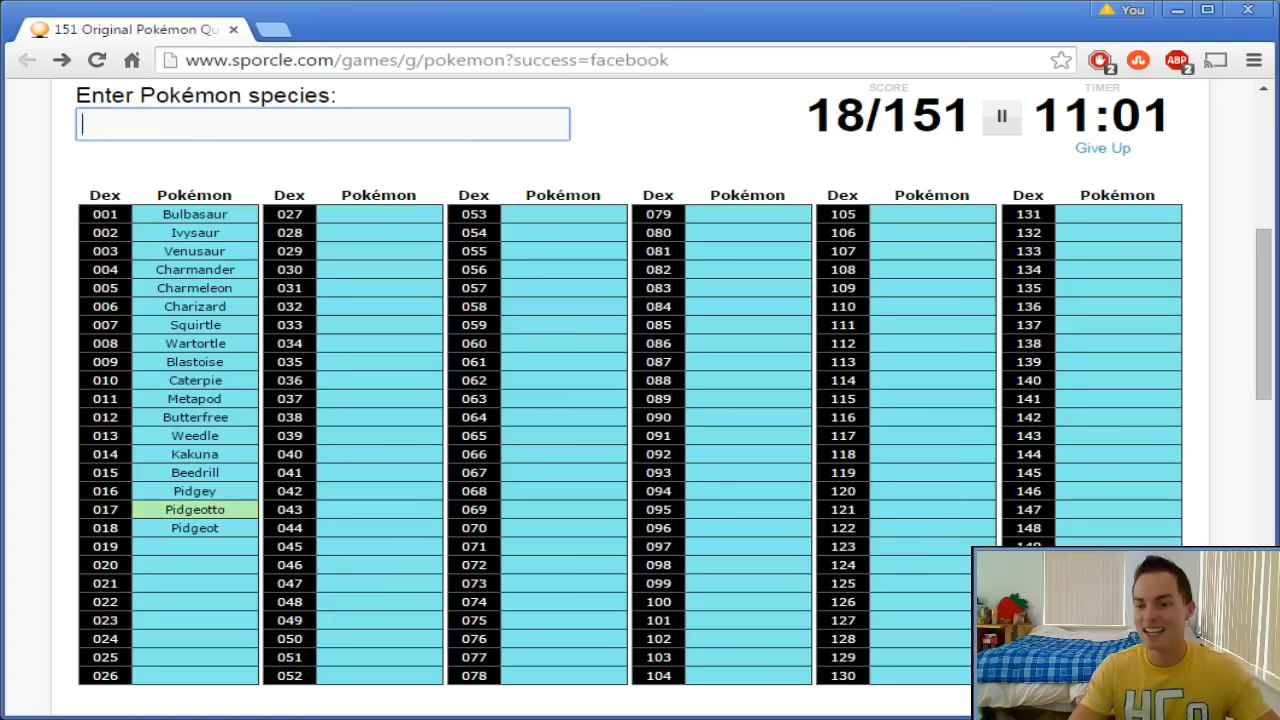 151 Original Pokémon Qu
You
www.sporcle.com/games/g/pokemon?success=facebook
2
ABP
2
Enter Pokémon species:
SCORE
18/151
TIMER
11:01
Give Up
Dex Pokémon Dex Pokémon Dex Pokémon Dex Pokémon Dex Pokémon Dex Pokémon
001 Bulbasaur 027 053 079 105 131
002 Ivysaur 028 054 080 106 132
003 Venusaur 029 055 081 107 133
004 Charmander 030 056 082 108 134
005 Charmeleon 031 057 083 109 135
006 Charizard 032 058 084 110 136
007 Squirtle 033 059 085 111 137
008 Wartortle 034 060 086 112 138
009 Blastoise 035 061 087 113 139
010 Caterpie 036 062 088 114 140
011 Metapod 037 063 089 115 141
012 Butterfree 038 064 090 116 142
013 Weedle 039 065 091 117 143
014 Kakuna 040 066 092 118 144
015 Beedrill 041 067 093 119 145
016 Pidgey 042 068 094 120 146
017 Pidgeotto 043 069 095 121 147
018 Pidgeot 044 070 096 122 148
019 045 071 097 123 149
020 046 072 098 124
021 047 073 099 125
022 048 074 100 126
023 049 075 101 127
024 050 076 102 128
025 051 077 103 129
026 052 078 104 130